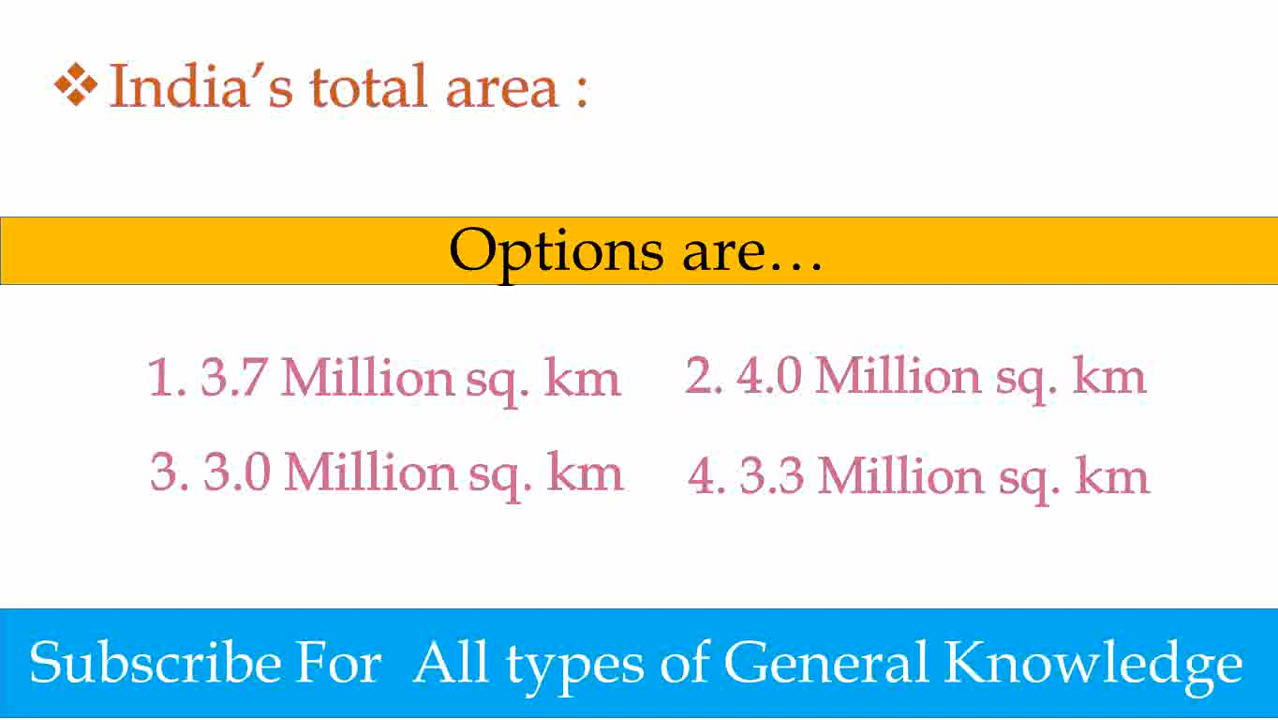 ❖India’s total area :
Options are…
1. 3.7 Million sq. km
2. 4.0 Million sq. km
3. 3.0 Million sq. km
4. 3.3 Million sq. km
Subscribe For All types of General Knowledge